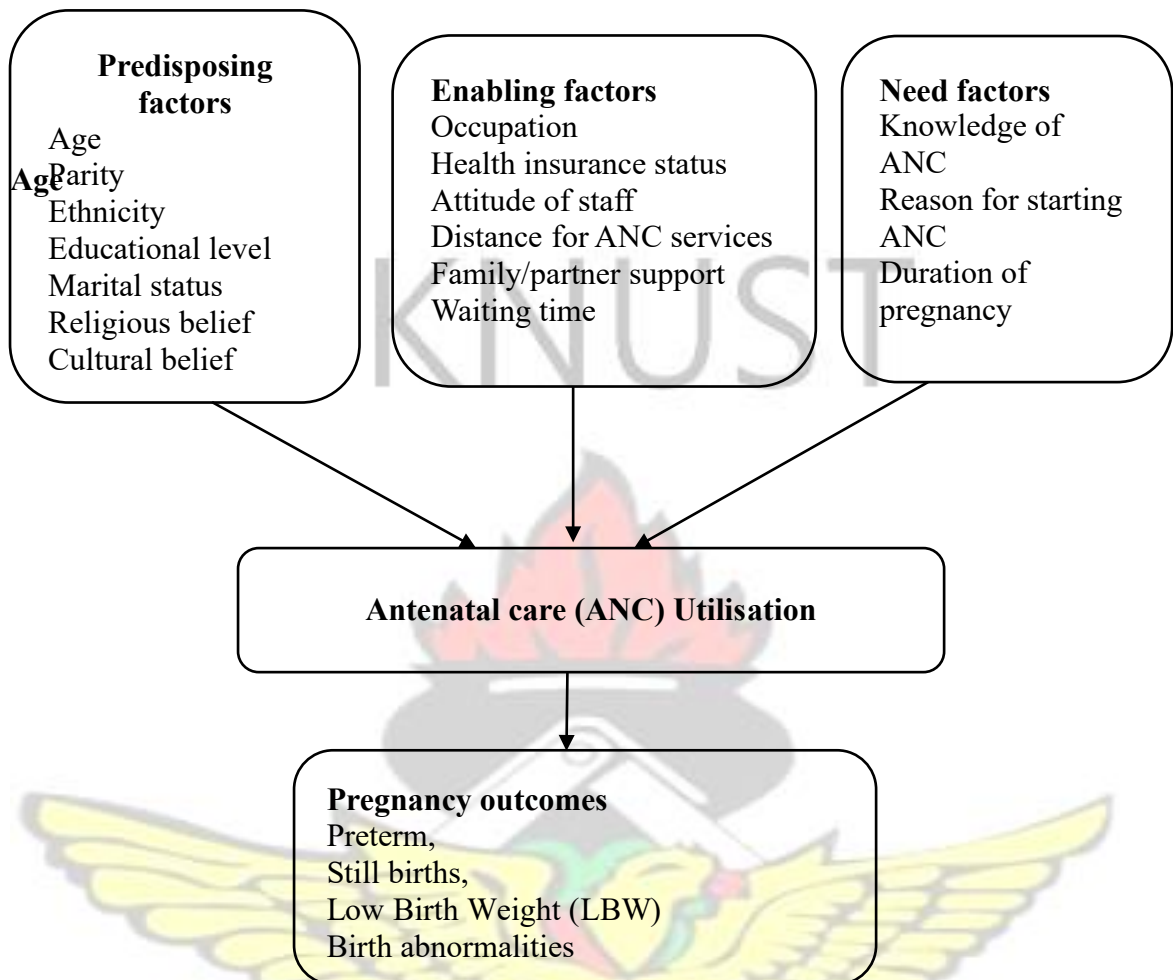 Predisposing
factors
Age
Age
Parity
Ethnicity
Educational level
Marital status
Religious belief
Cultural belief
Enabling factors
Occupation
Health insurance status
Attitude of staff
Distance for ANC services
Family/partner support
Waiting time
Need factors
Knowledge of
ANC
Reason for starting
ANC
Duration of
pregnancy
KNUST
Antenatal care (ANC) Utilisation
Pregnancy outcomes
Preterm,
Still births,
Low Birth Weight (LBW)
Birth abnormalities